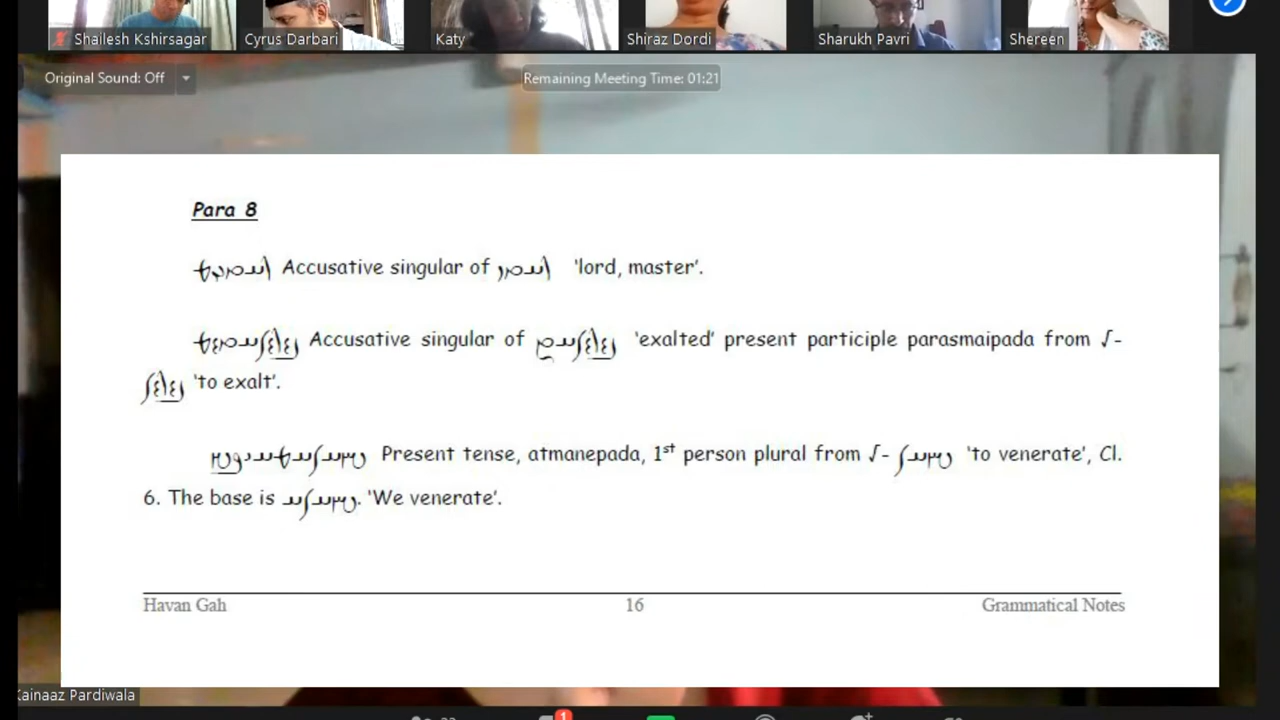 Shailesh Kshirsagar
Cyrus Darbari
Katy
Shiraz Dordi
Sharukh Pavri
Shereen
Original Sound: Off
Remaining Meeting Time: 01:21
Para 8
Accusative singular of 'lord, master'.
Accusative singular of 'exalted' present participle parasmaipada from √-
'to exalt'.
Present tense, atmanepada, 1st person plural from √- 'to venerate', Cl.
6. The base is . 'We venerate'.
Havan Gah 16 Grammatical Notes
Kainaaz Pardiwala
1